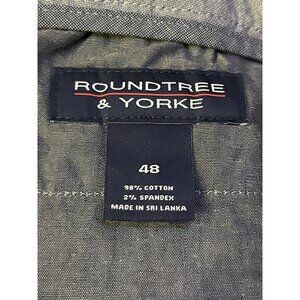 ROUNDTREE
& YORKE
48
98% COTTON
2% SPANDEX
MADE IN SRI LANKA